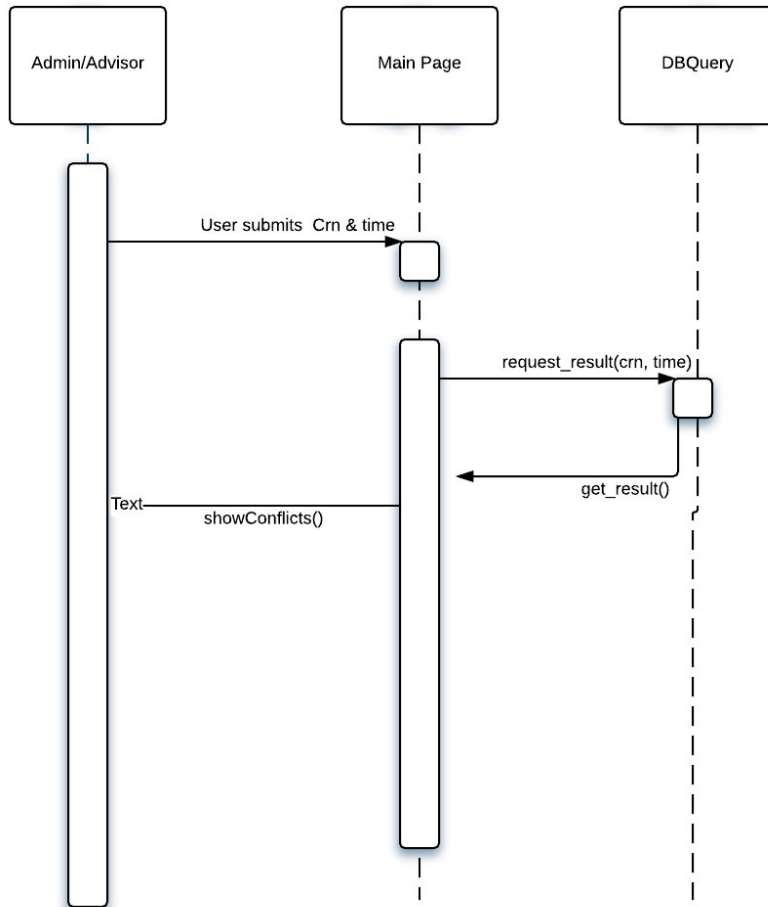 Admin/Advisor
Main Page
DBQuery
User submits  Crn & time
request_result(crn, time)
get_result()
Text
showConflicts()